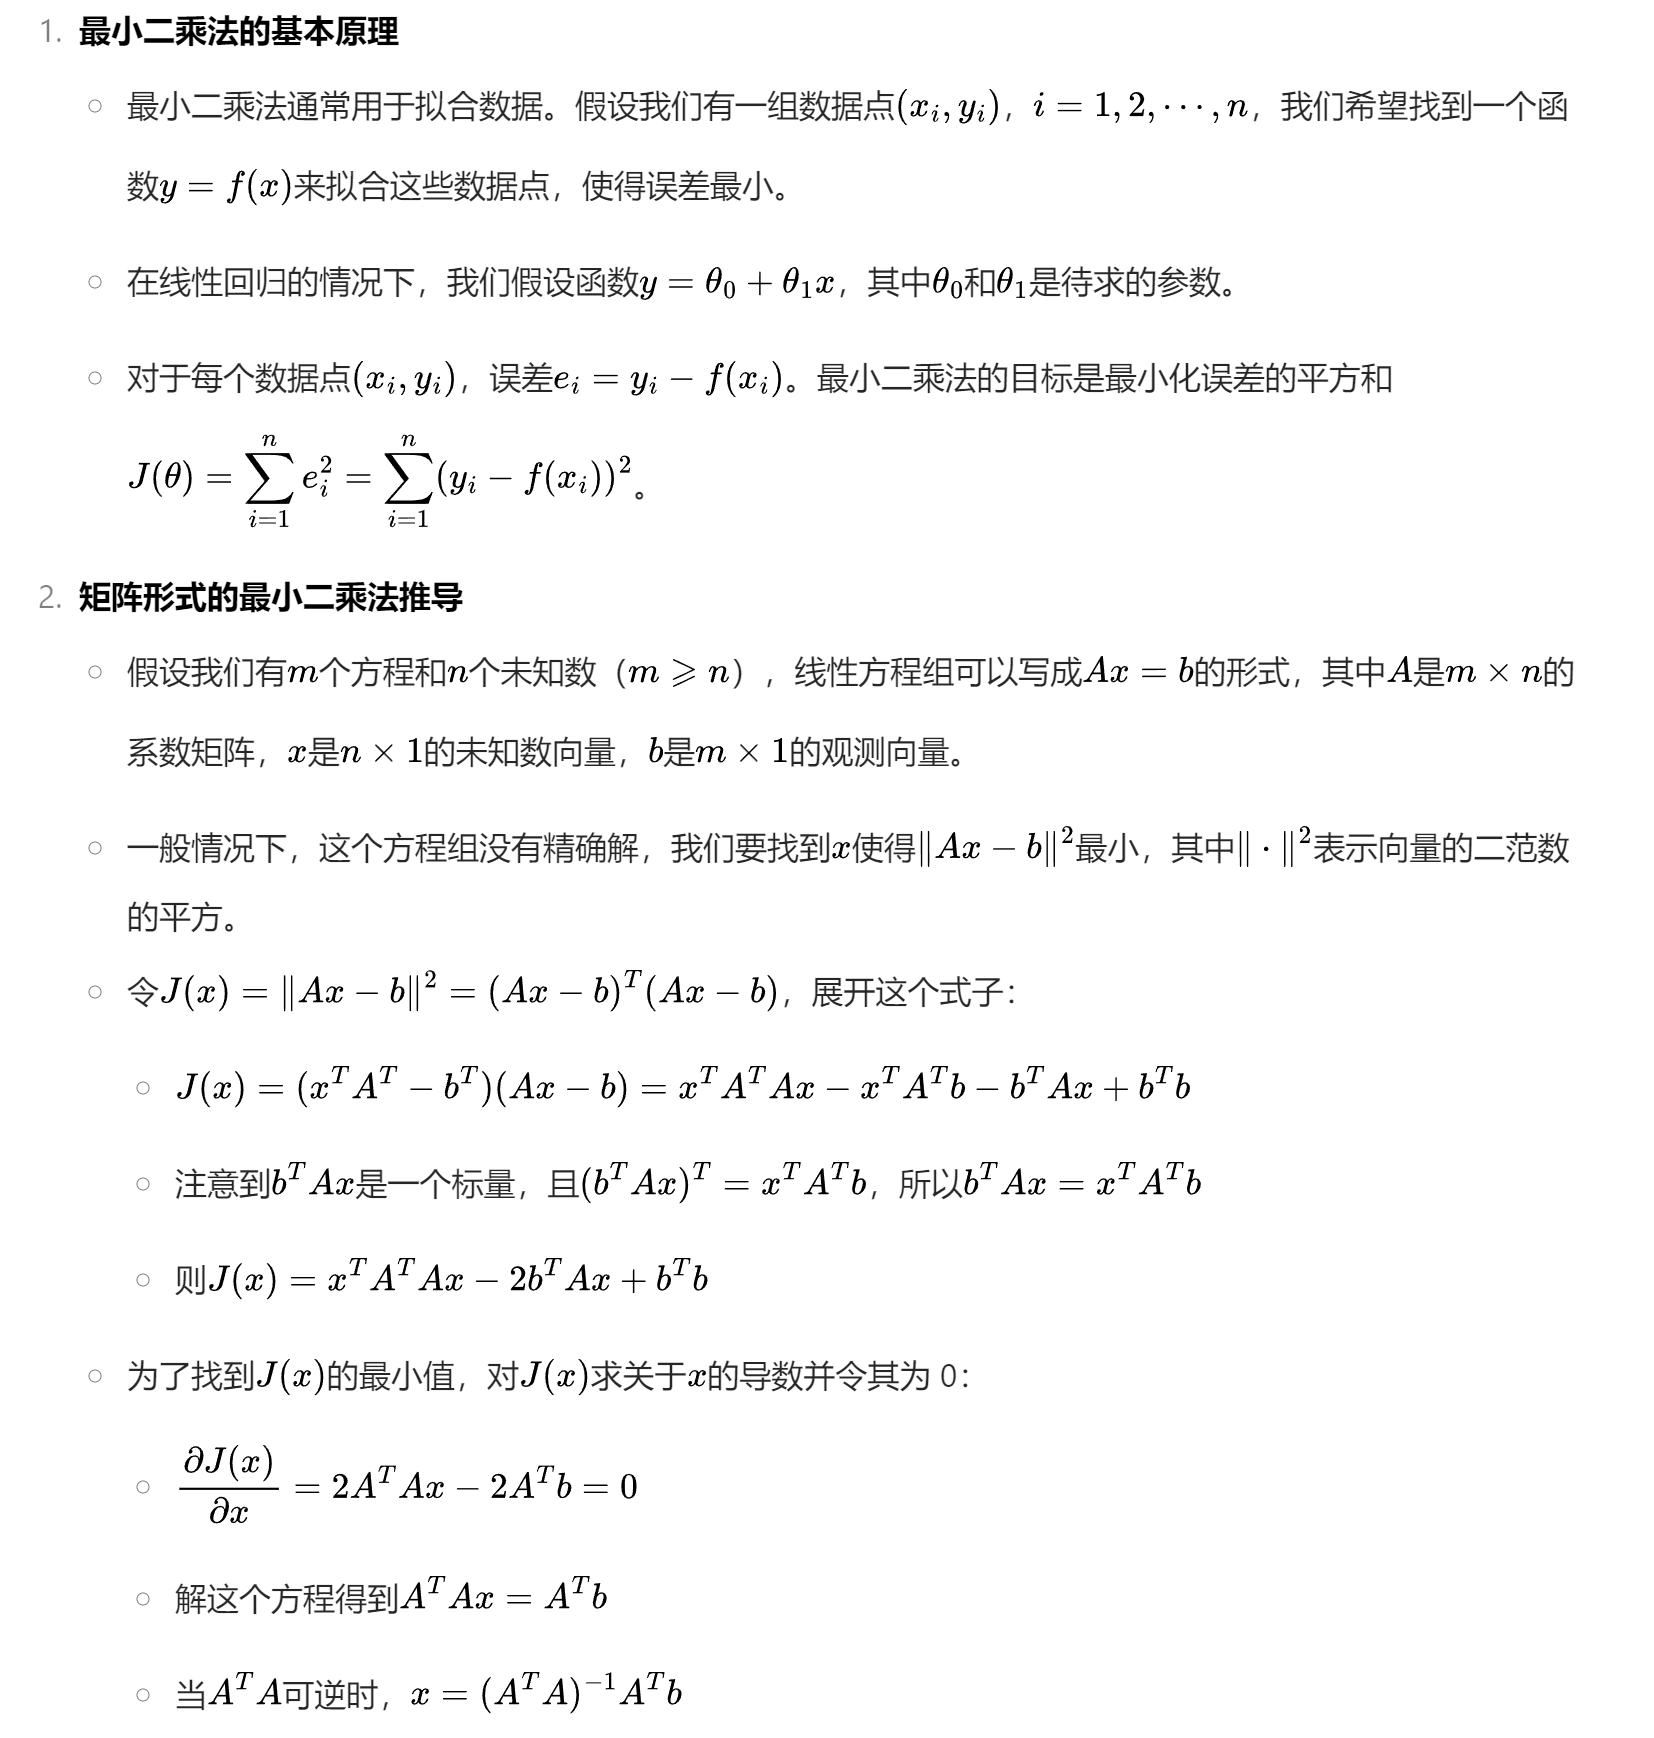 1. 最小二乘法的基本原理
○ 最小二乘法通常用于拟合数据。假设我们有一组数据点$(x_i, y_i)$，$i = 1, 2, \cdots, n$，我们希望找到一个函
数$y = f(x)$来拟合这些数据点，使得误差最小。
○ 在线性回归的情况下，我们假设函数$y = \theta_0 + \theta_1 x$，其中$\theta_0$和$\theta_1$是待求的参数。
○ 对于每个数据点$(x_i, y_i)$，误差$e_i = y_i - f(x_i)$。最小二乘法的目标是最小化误差的平方和
$J(\theta) = \sum_{i=1}^{n} e_i^2 = \sum_{i=1}^{n} (y_i - f(x_i))^2$。
2. 矩阵形式的最小二乘法推导
○ 假设我们有$m$个方程和$n$个未知数（$m \geqslant n$），线性方程组可以写成$Ax = b$的形式，其中$A$是$m \times n$的
系数矩阵，$x$是$n \times 1$的未知数向量，$b$是$m \times 1$的观测向量。
○ 一般情况下，这个方程组没有精确解，我们要找到$x$使得$\|Ax - b\|^2$最小，其中$\|\cdot\|^2$表示向量的二范数
的平方。
○ 令$J(x) = \|Ax - b\|^2 = (Ax - b)^T(Ax - b)$，展开这个式子：
○ $J(x) = (x^T A^T - b^T)(Ax - b) = x^T A^T Ax - x^T A^T b - b^T Ax + b^T b$
○ 注意到$b^T Ax$是一个标量，且$(b^T Ax)^T = x^T A^T b$，所以$b^T Ax = x^T A^T b$
○ 则$J(x) = x^T A^T Ax - 2b^T Ax + b^T b$
○ 为了找到$J(x)$的最小值，对$J(x)$求关于$x$的导数并令其为 0：
○ $\frac{\partial J(x)}{\partial x} = 2A^T Ax - 2A^T b = 0$
○ 解这个方程得到$A^T Ax = A^T b$
○ 当$A^T A$可逆时，$x = (A^T A)^{-1} A^T b$